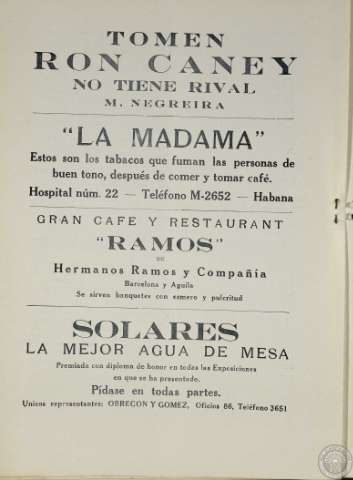 TOMEN
RON CANEY
NO TIENE RIVAL
M. NEGREIRA
"LA MADAMA"
Estos son los tabacos que fuman las personas de
buen tono, después de comer y tomar café.
Hospital núm. 22 — Teléfono M-2652 — Habana
GRAN CAFE Y RESTAURANT
"RAMOS"
DE
Hermanos Ramos y Compañia
Barcelona y Aguila
Se sirven banquetes con esmero y pulcritud
SOLARES
LA MEJOR AGUA DE MESA
Premiada con diploma de honor en todas las Exposiciones
en que se ha presentado.
Pídase en todas partes.
Unicos representantes: OBREGON Y GOMEZ, Oficios 86, Teléfono 3651